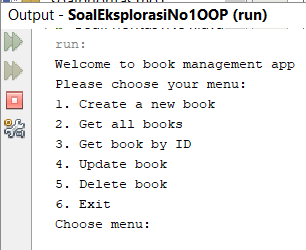 Output - SoalEksplorasiNo1OOP (run)
run:
Welcome to book management app
Please choose your menu:
1. Create a new book
2. Get all books
3. Get book by ID
4. Update book
5. Delete book
6. Exit
Choose menu: